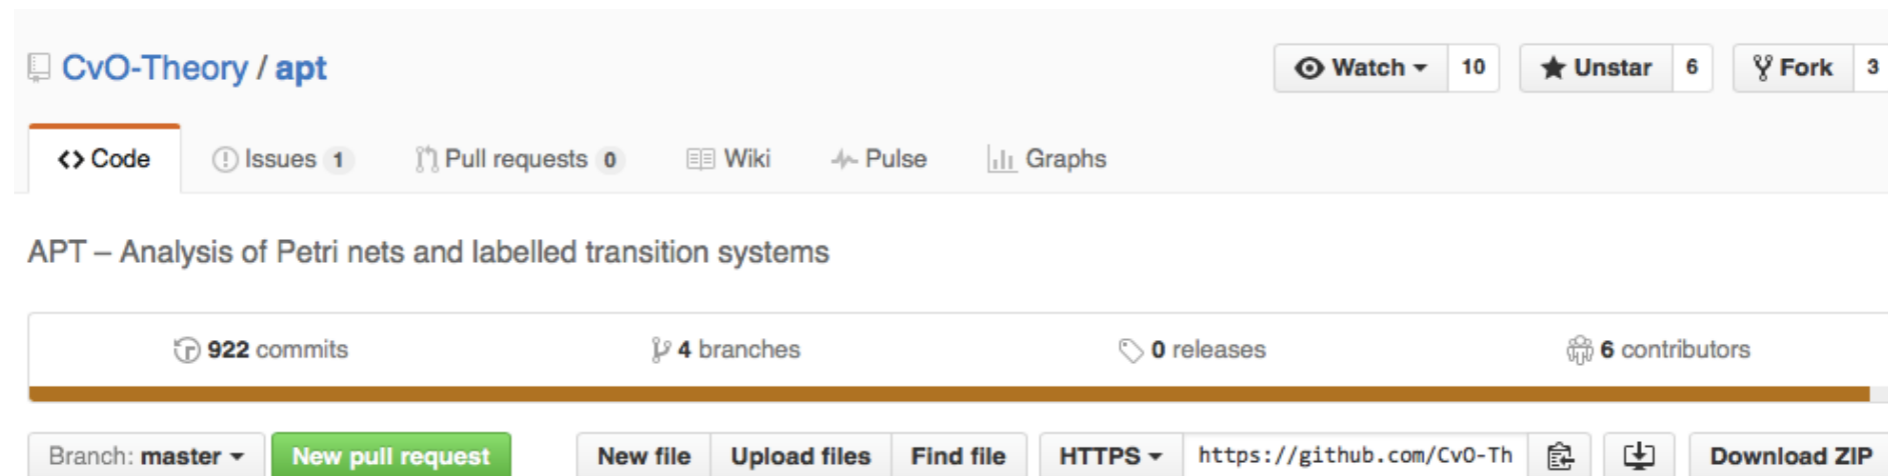 CvO-Theory / apt Watch 10 Unstar 6 Fork 3
Code Issues 1 Pull requests 0 Wiki Pulse Graphs
APT – Analysis of Petri nets and labelled transition systems
922 commits 4 branches 0 releases 6 contributors
Branch: master New pull request New file Upload files Find file HTTPS https://github.com/CvO-Th Download ZIP